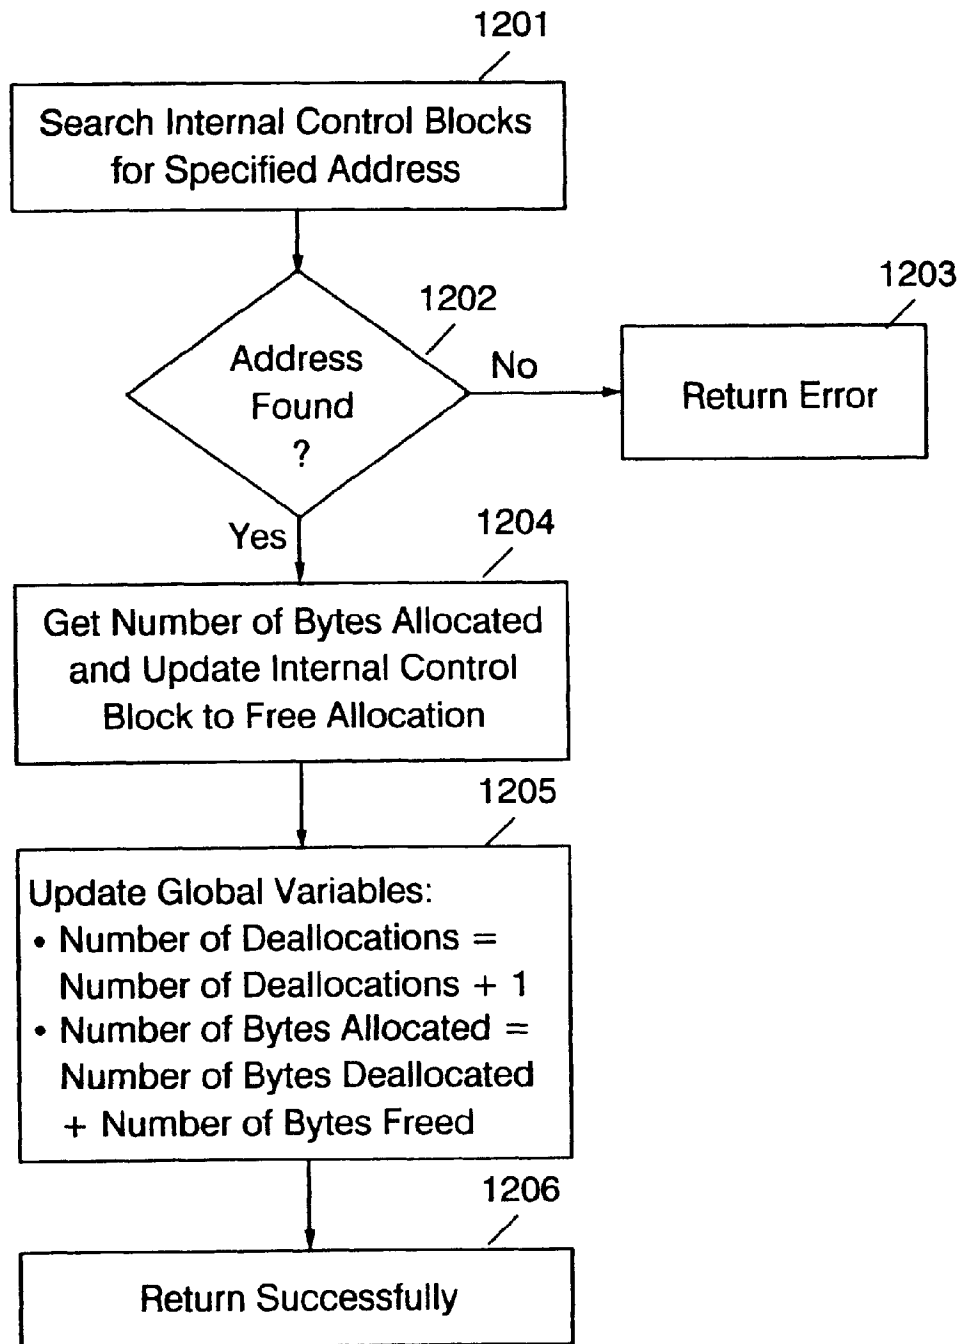 1201
Search Internal Control Blocks
for Specified Address
1202
Address
Found
?
No
1203
Return Error
Yes
1204
Get Number of Bytes Allocated
and Update Internal Control
Block to Free Allocation
1205
Update Global Variables:
• Number of Deallocations =
Number of Deallocations + 1
• Number of Bytes Allocated =
Number of Bytes Deallocated
+ Number of Bytes Freed
1206
Return Successfully